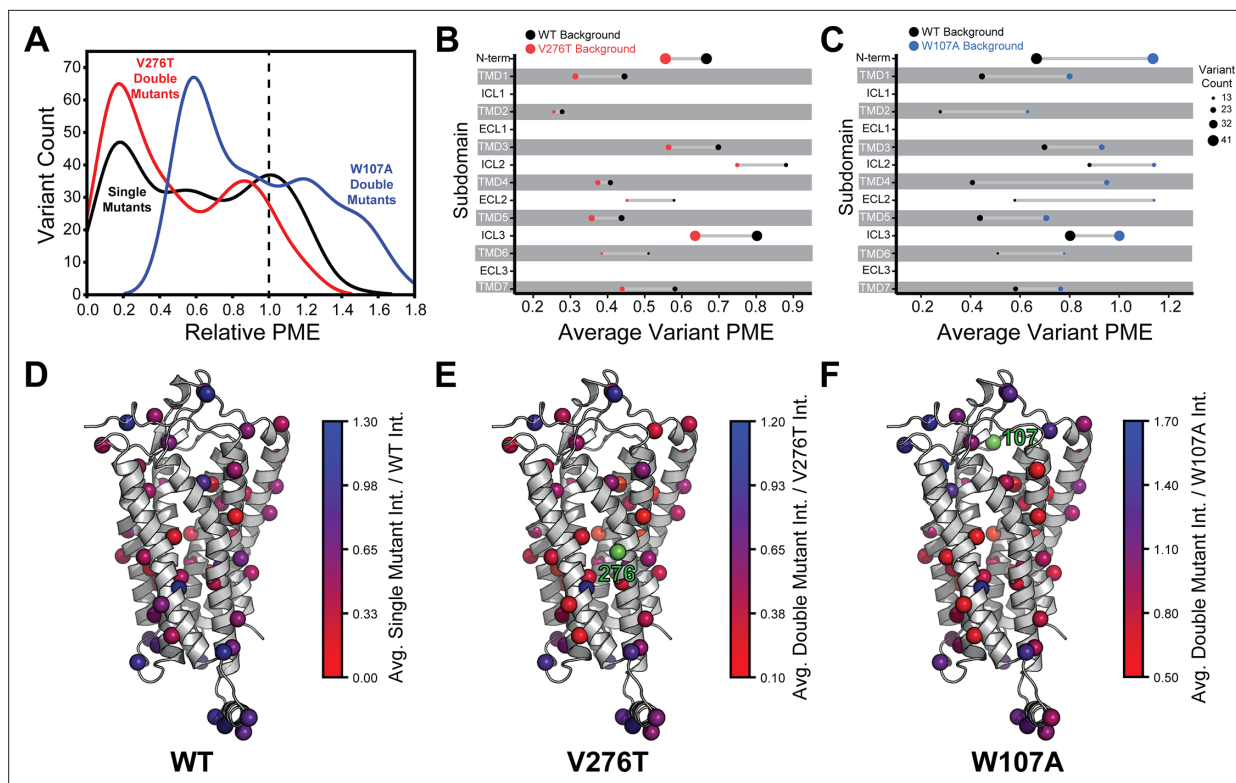 A
V276T
Double
Mutants
W107A
Double
Mutants
Single
Mutants
Variant Count
70
60
50
40
30
20
10
0
0.0 0.2 0.4 0.6 0.8 1.0 1.2 1.4 1.6 1.8
Relative PME
B
WT Background
V276T Background
Subdomain
N-term
TMD1
ICL1
TMD2
ECL1
TMD3
ICL2
TMD4
ECL2
TMD5
ICL3
TMD6
ECL3
TMD7
0.2 0.3 0.4 0.5 0.6 0.7 0.8 0.9
Average Variant PME
C
WT Background
W107A Background
Subdomain
N-term
TMD1
ICL1
TMD2
ECL1
TMD3
ICL2
TMD4
ECL2
TMD5
ICL3
TMD6
ECL3
TMD7
0.2 0.4 0.6 0.8 1.0 1.2
Average Variant PME
Variant
Count
13
23
32
41
D
1.30
0.98
0.65
0.33
0.00
Avg. Single Mutant Int. / WT Int.
WT
E
276
1.20
0.93
0.65
0.38
0.10
Avg. Double Mutant Int. / V276T Int.
V276T
F
107
1.70
1.40
1.10
0.80
0.50
Avg. Double Mutant Int. / W107A Int.
W107A